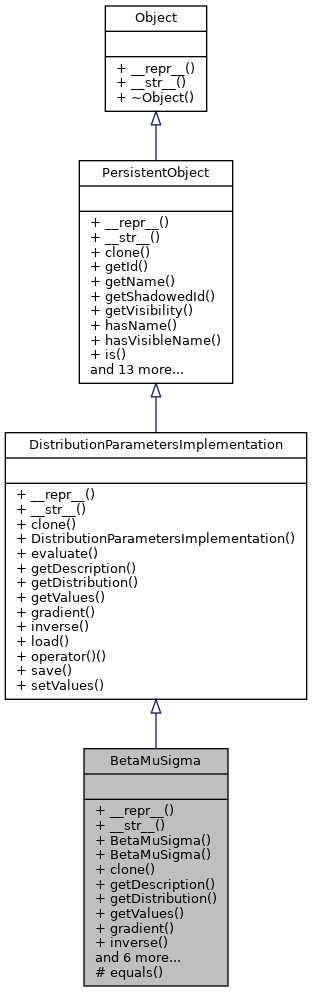 Object
+ __repr__()
+ __str__()
+ ~Object()
PersistentObject
+ __repr__()
+ __str__()
+ clone()
+ getId()
+ getName()
+ getShadowedId()
+ getVisibility()
+ hasName()
+ hasVisibleName()
+ is()
and 13 more...
DistributionParametersImplementation
+ __repr__()
+ __str__()
+ clone()
+ DistributionParametersImplementation()
+ evaluate()
+ getDescription()
+ getDistribution()
+ getValues()
+ gradient()
+ inverse()
+ load()
+ operator()()
+ save()
+ setValues()
BetaMuSigma
+ __repr__()
+ __str__()
+ BetaMuSigma()
+ BetaMuSigma()
+ clone()
+ getDescription()
+ getDistribution()
+ getValues()
+ gradient()
+ inverse()
and 6 more...
# equals()